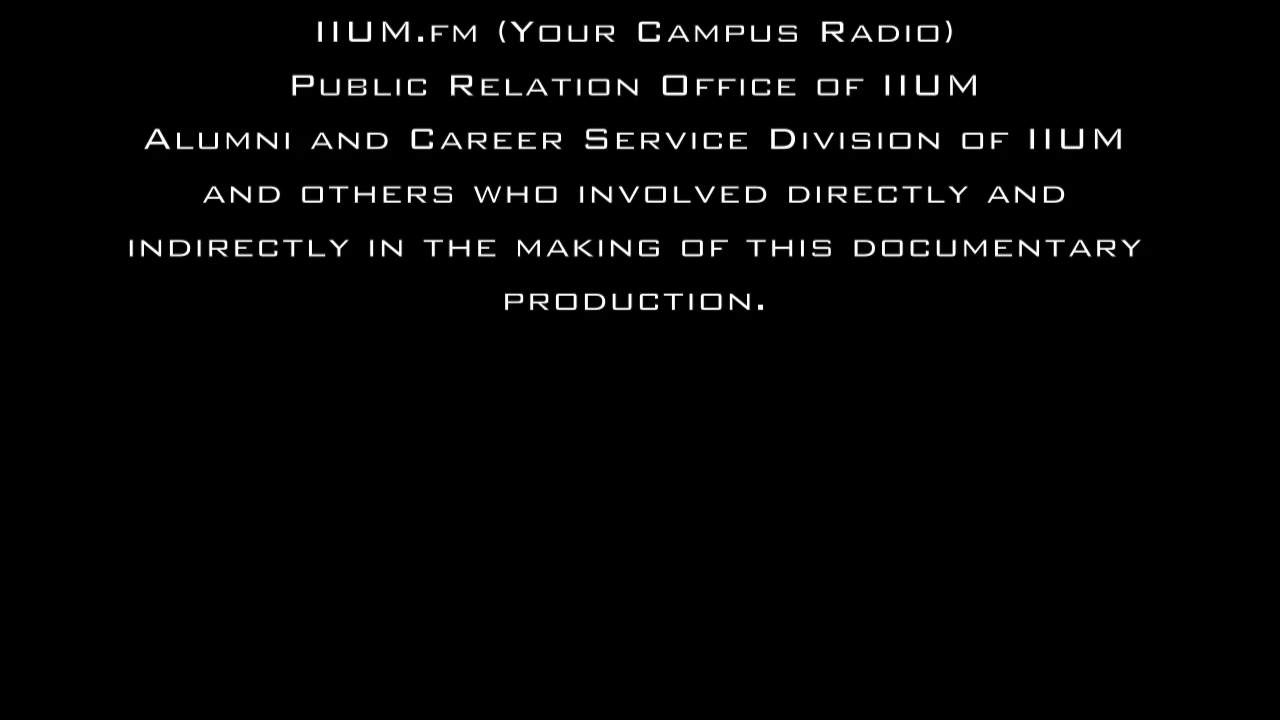 IIUM.fm (Your Campus Radio)
Public Relation Office of IIUM
Alumni and Career Service Division of IIUM
and others who involved directly and
indirectly in the making of this documentary
production.